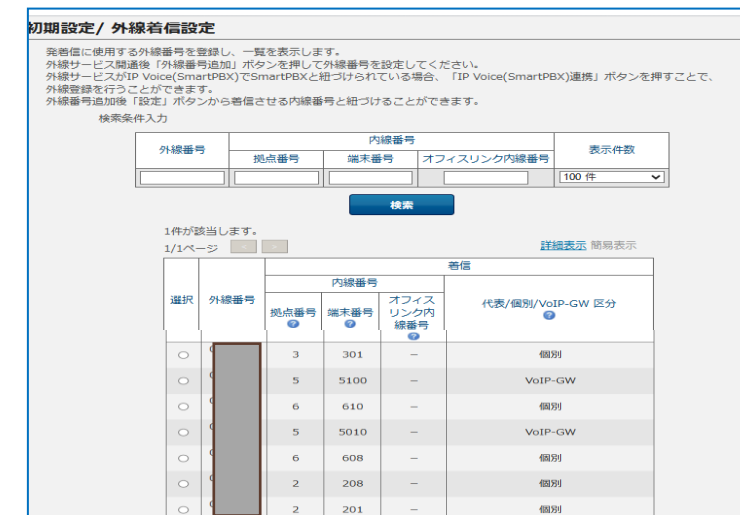 初期設定/ 外線着信設定
発着信に使用する外線番号を登録し、一覧を表示します。
外線サービス開通後「外線番号追加」ボタンを押して外線番号を設定してください。
外線サービスがIP Voice(SmartPBX)でSmartPBXと紐づけられている場合、「IP Voice(SmartPBX)連携」ボタンを押すことで、
外線登録を行うことができます。
外線番号追加後「設定」ボタンから着信させる内線番号と紐づけることができます。
検索条件入力
外線番号 内線番号 表示件数
拠点番号 端末番号 オフィスリンク内線番号
100 件
検索
1件が該当します。
1/1ページ < >
詳細表示 簡易表示
着信
選択 外線番号 内線番号 代表/個別/VoIP-GW 区分
拠点番号 端末番号 オフィス
リンク内
線番号
3 301 － 個別
5 5100 － VoIP-GW
6 610 － 個別
5 5010 － VoIP-GW
6 608 － 個別
2 208 － 個別
2 201 － 個別